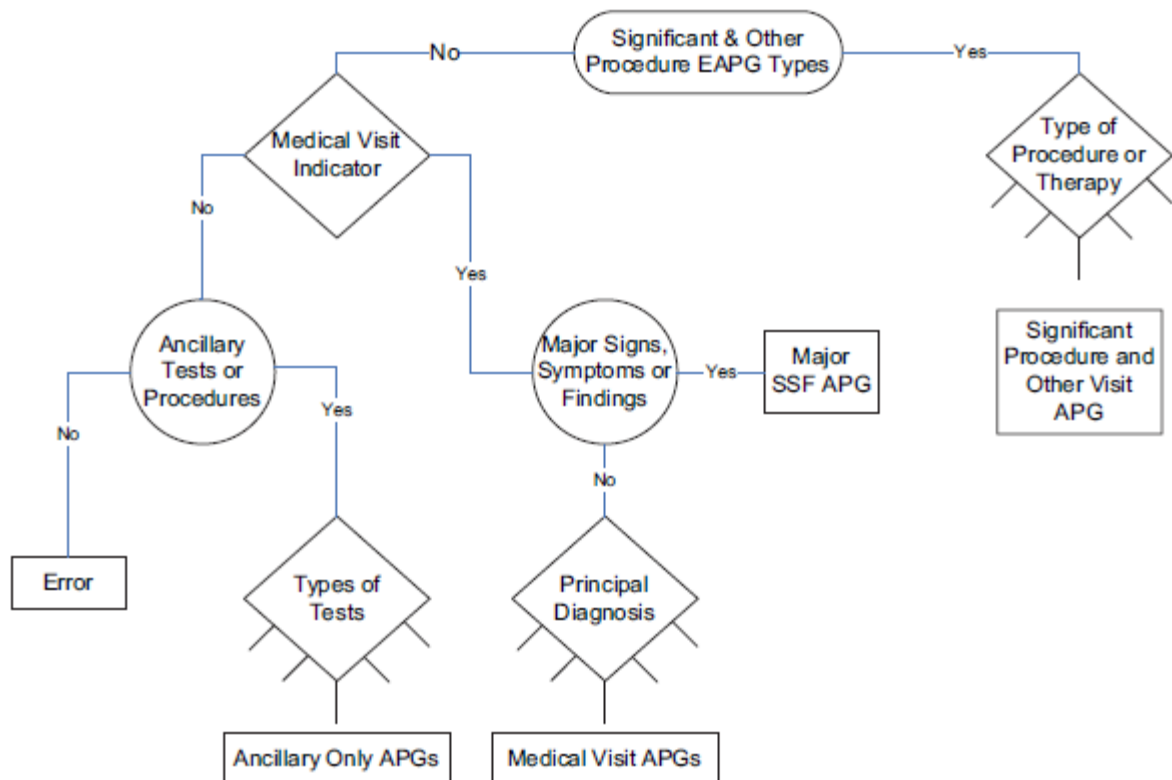 Significant & Other
Procedure EAPG Types
No
Yes
Medical Visit
Indicator
Type of
Procedure or
Therapy
No
Yes
Ancillary
Tests or
Procedures
Major Signs,
Symptoms or
Findings
Yes
Major
SSF APG
Significant
Procedure and
Other Visit
APG
No
Yes
No
Error
Types of
Tests
Principal
Diagnosis
Ancillary Only APGs
Medical Visit APGs